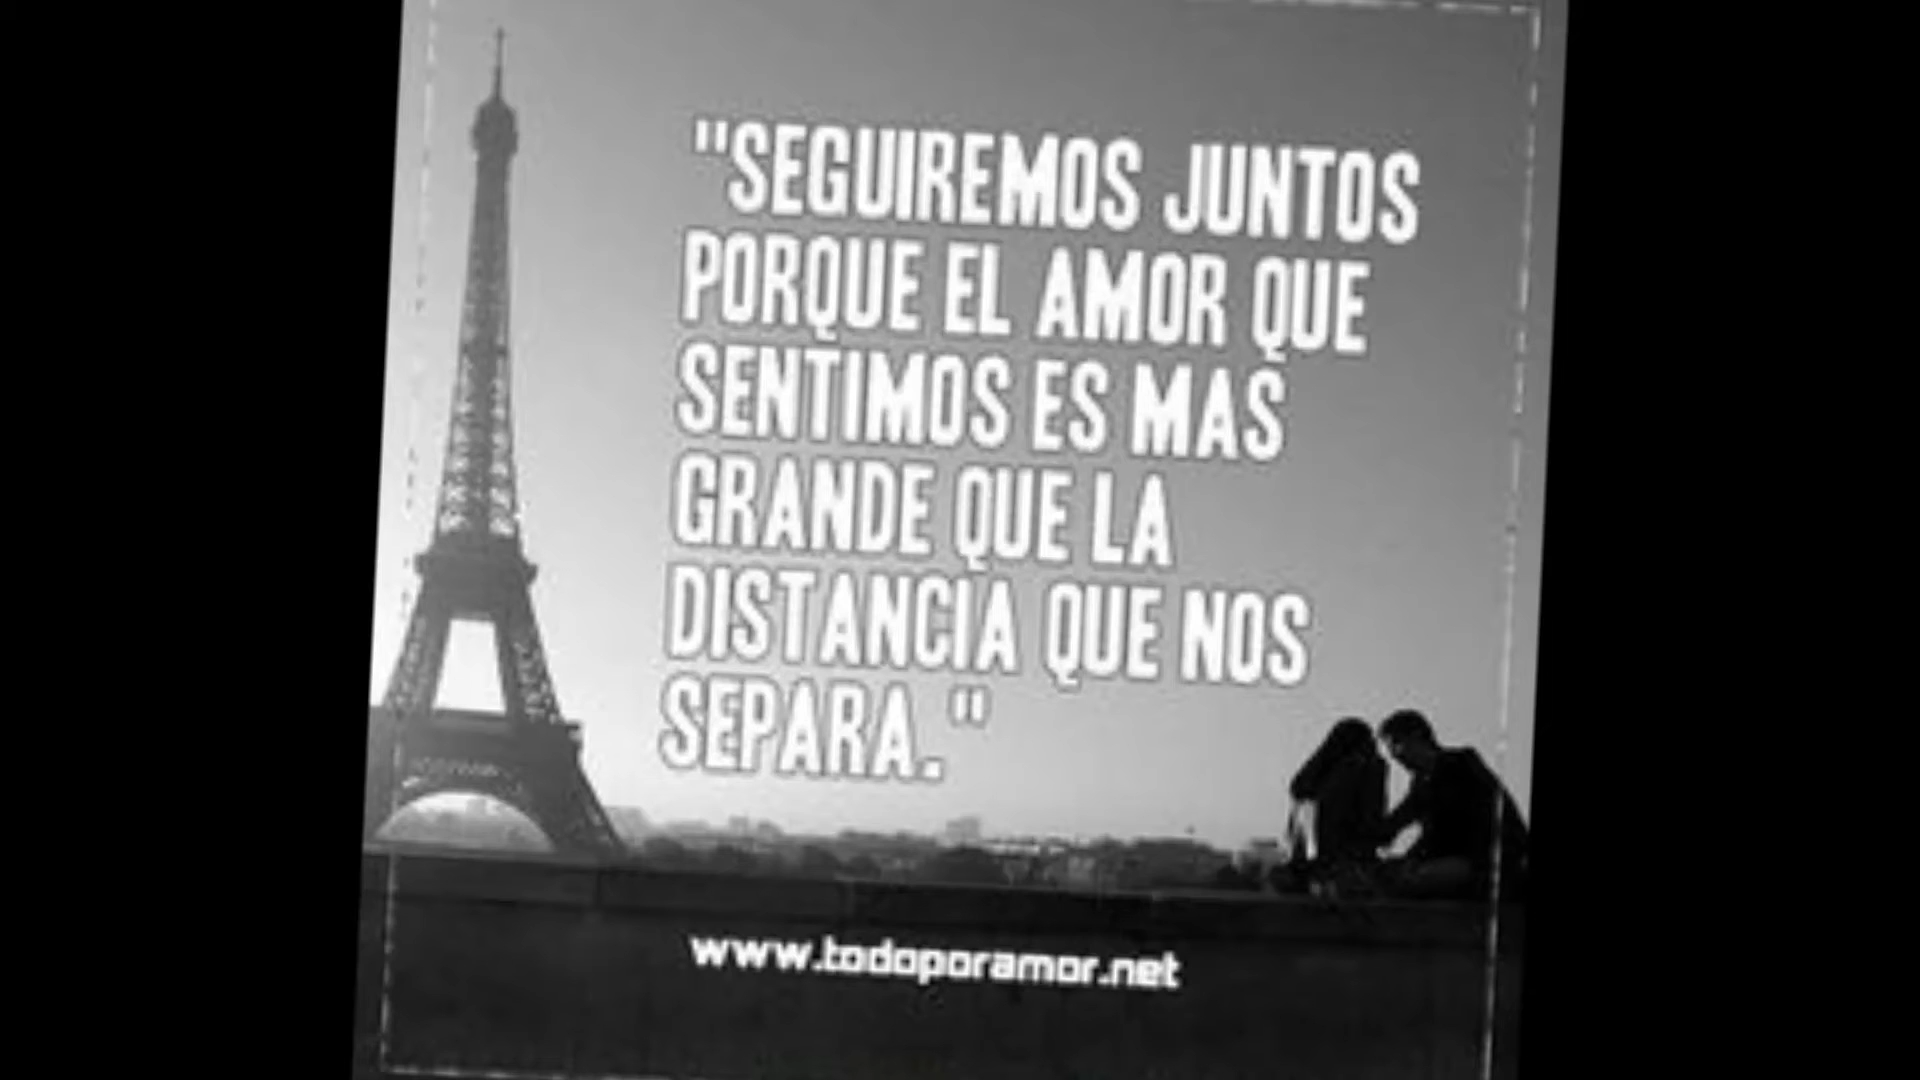 "SEGUIREMOS JUNTOS
PORQUE EL AMOR QUE
SENTIMOS ES MAS
GRANDE QUE LA
DISTANCIA QUE NOS
SEPARA."
www.todoporamor.net